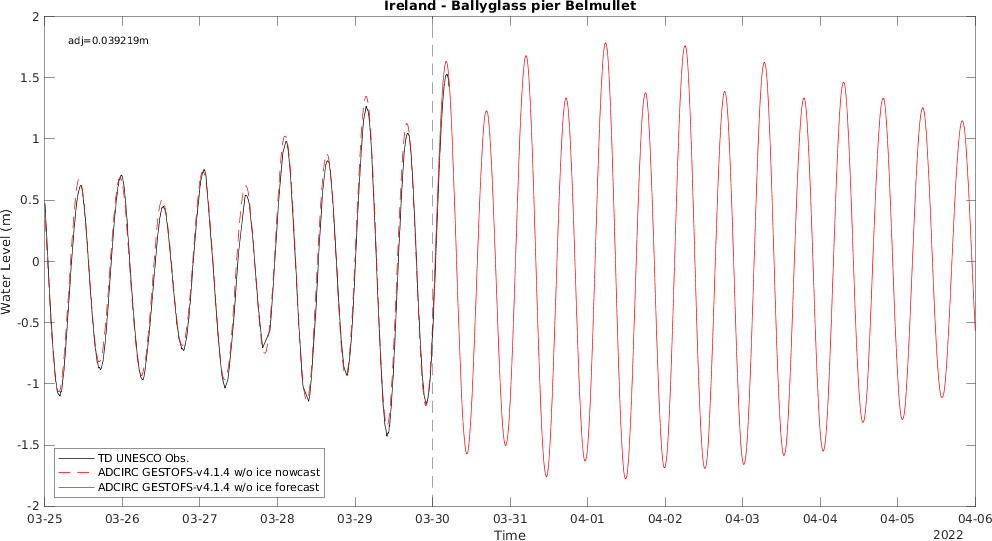 Ireland - Ballyglass pier Belmullet
adj=0.039219m
2
1.5
1
0.5
0
-0.5
-1
-1.5
-2
Water Level (m)
TD UNESCO Obs.
ADCIRC GESTOFS-v4.1.4 w/o ice nowcast
ADCIRC GESTOFS-v4.1.4 w/o ice forecast
03-25 03-26 03-27 03-28 03-29 03-30 03-31 04-01 04-02 04-03 04-04 04-05 04-06
Time
2022